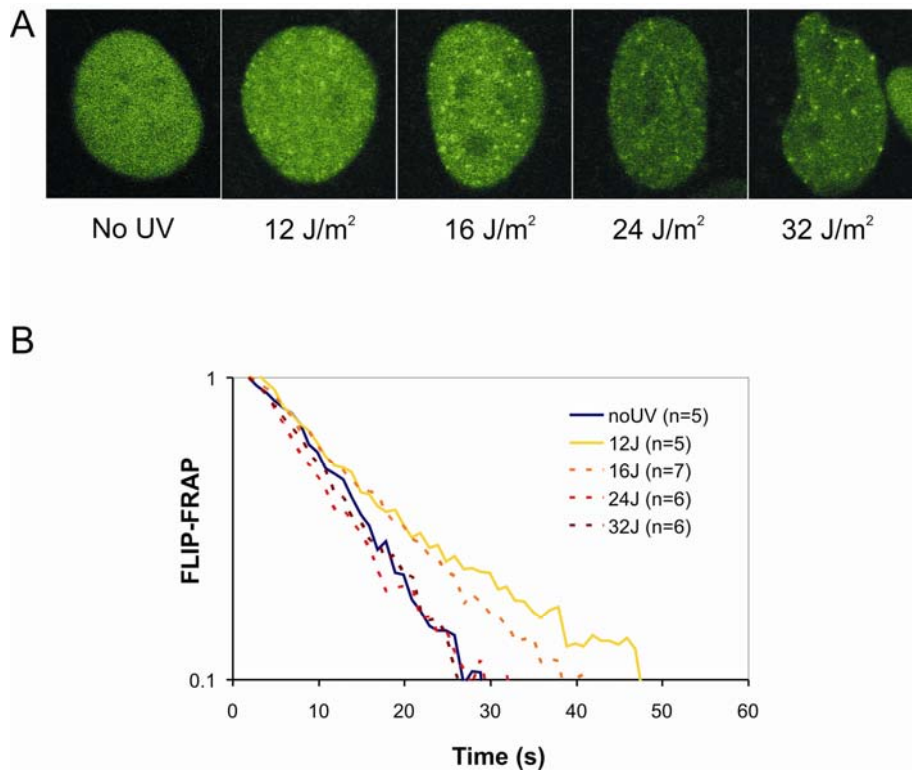 A
No UV
12 J/m²
16 J/m²
24 J/m²
32 J/m²
B
1
0.1
FLIP-FRAP
noUV (n=5)
12J (n=5)
16J (n=7)
24J (n=6)
32J (n=6)
0 10 20 30 40 50 60
Time (s)